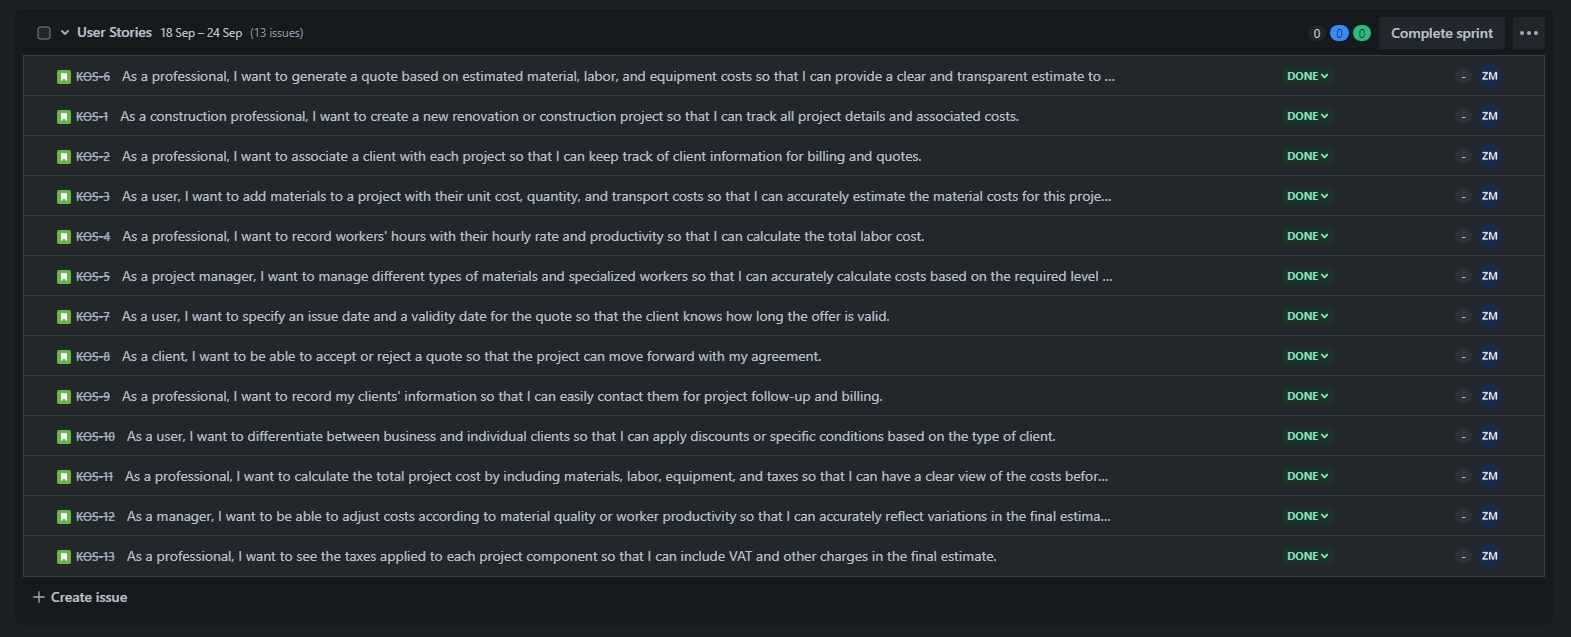 User Stories 18 Sep – 24 Sep (13 issues) 0 0 0 Complete sprint
KOS-6 As a professional, I want to generate a quote based on estimated material, labor, and equipment costs so that I can provide a clear and transparent estimate to ... DONE - ZM
KOS-1 As a construction professional, I want to create a new renovation or construction project so that I can track all project details and associated costs. DONE - ZM
KOS-2 As a professional, I want to associate a client with each project so that I can keep track of client information for billing and quotes. DONE - ZM
KOS-3 As a user, I want to add materials to a project with their unit cost, quantity, and transport costs so that I can accurately estimate the material costs for this proje... DONE - ZM
KOS-4 As a professional, I want to record workers' hours with their hourly rate and productivity so that I can calculate the total labor cost. DONE - ZM
KOS-5 As a project manager, I want to manage different types of materials and specialized workers so that I can accurately calculate costs based on the required level ... DONE - ZM
KOS-7 As a user, I want to specify an issue date and a validity date for the quote so that the client knows how long the offer is valid. DONE - ZM
KOS-8 As a client, I want to be able to accept or reject a quote so that the project can move forward with my agreement. DONE - ZM
KOS-9 As a professional, I want to record my clients' information so that I can easily contact them for project follow-up and billing. DONE - ZM
KOS-10 As a user, I want to differentiate between business and individual clients so that I can apply discounts or specific conditions based on the type of client. DONE - ZM
KOS-11 As a professional, I want to calculate the total project cost by including materials, labor, equipment, and taxes so that I can have a clear view of the costs befor... DONE - ZM
KOS-12 As a manager, I want to be able to adjust costs according to material quality or worker productivity so that I can accurately reflect variations in the final estima... DONE - ZM
KOS-13 As a professional, I want to see the taxes applied to each project component so that I can include VAT and other charges in the final estimate. DONE - ZM
+ Create issue